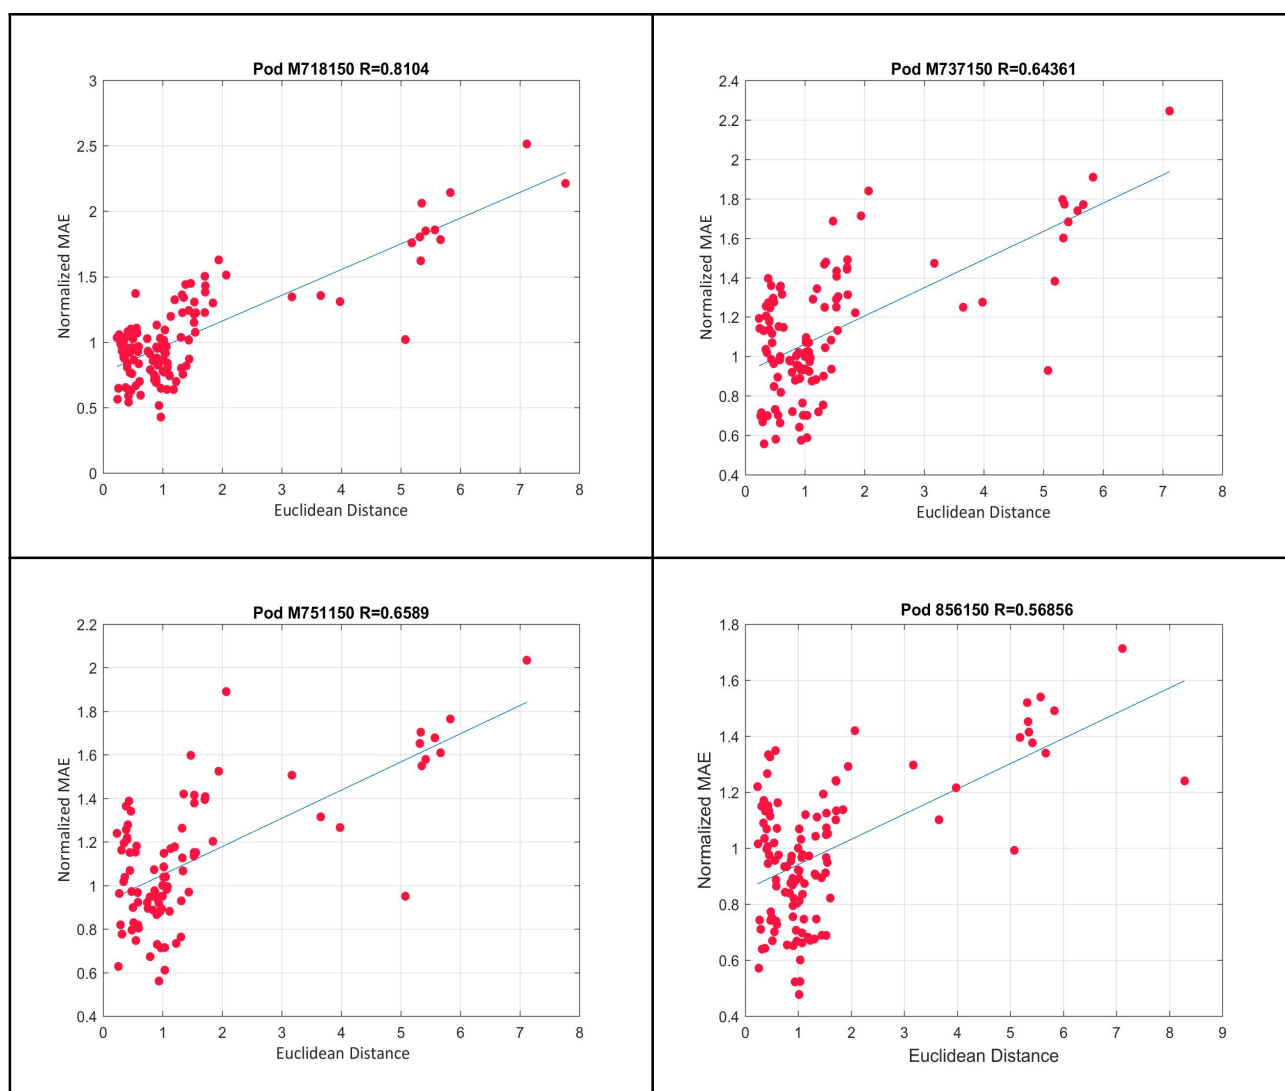 Pod M718150 R=0.8104
3
2.5
2
1.5
1
0.5
0
0 1 2 3 4 5 6 7 8
Normalized MAE
Euclidean Distance
Pod M737150 R=0.64361
2.4
2.2
2
1.8
1.6
1.4
1.2
1
0.8
0.6
0.4
0 1 2 3 4 5 6 7 8
Normalized MAE
Euclidean Distance
Pod M751150 R=0.6589
2.2
2
1.8
1.6
1.4
1.2
1
0.8
0.6
0.4
0 1 2 3 4 5 6 7 8
Normalized MAE
Euclidean Distance
Pod 856150 R=0.56856
1.8
1.6
1.4
1.2
1
0.8
0.6
0.4
0 1 2 3 4 5 6 7 8 9
Normalized MAE
Euclidean Distance